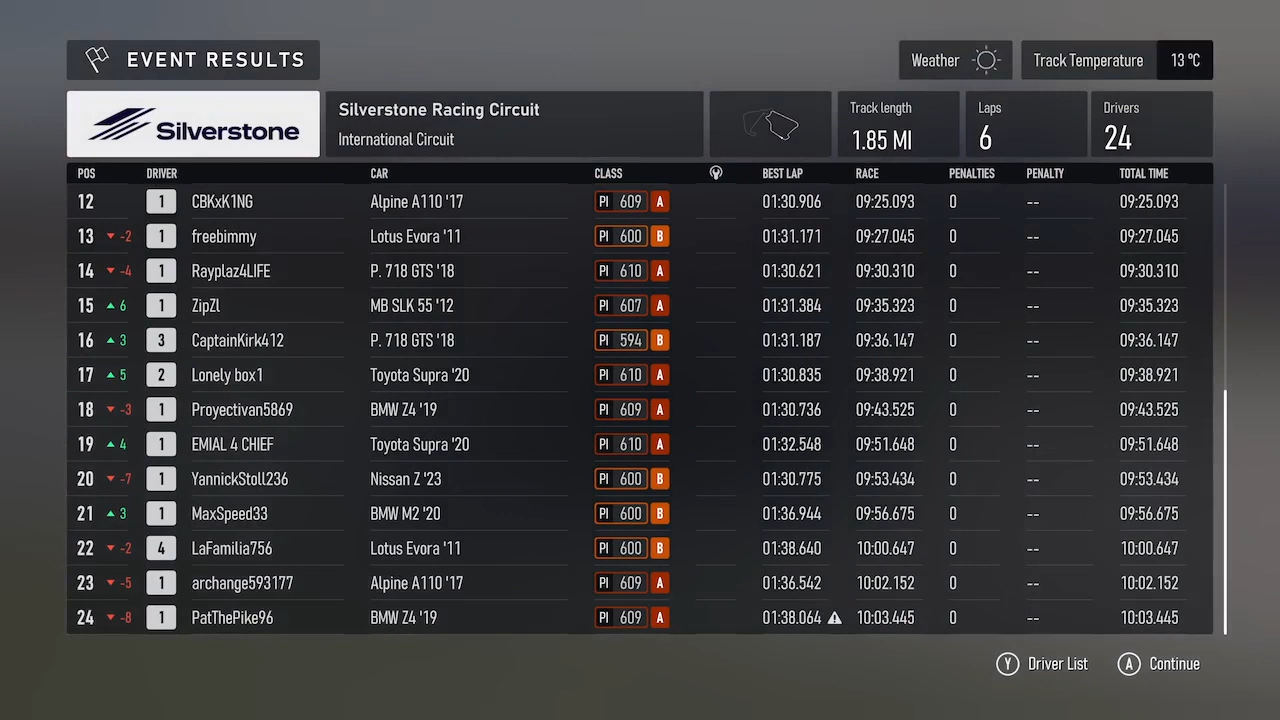 EVENT RESULTS
Weather
Track Temperature 13 ºC
Silverstone
Silverstone Racing Circuit
International Circuit
Track length
1.85 MI
Laps
6
Drivers
24
POS DRIVER CAR CLASS BEST LAP RACE PENALTIES PENALTY TOTAL TIME
12 1 CBKxK1NG Alpine A110 '17 PI 609 A 01:30.906 09:25.093 0 -- 09:25.093
13 -2 1 freebimmy Lotus Evora '11 PI 600 B 01:31.171 09:27.045 0 -- 09:27.045
14 -4 1 Rayplaz4LIFE P. 718 GTS '18 PI 610 A 01:30.621 09:30.310 0 -- 09:30.310
15 6 1 ZipZl MB SLK 55 '12 PI 607 A 01:31.384 09:35.323 0 -- 09:35.323
16 3 3 CaptainKirk412 P. 718 GTS '18 PI 594 B 01:31.187 09:36.147 0 -- 09:36.147
17 5 2 Lonely box1 Toyota Supra '20 PI 610 A 01:30.835 09:38.921 0 -- 09:38.921
18 -3 1 Proyectivan5869 BMW Z4 '19 PI 609 A 01:30.736 09:43.525 0 -- 09:43.525
19 4 1 EMIAL 4 CHIEF Toyota Supra '20 PI 610 A 01:32.548 09:51.648 0 -- 09:51.648
20 -7 1 YannickStoll236 Nissan Z '23 PI 600 B 01:30.775 09:53.434 0 -- 09:53.434
21 3 1 MaxSpeed33 BMW M2 '20 PI 600 B 01:36.944 09:56.675 0 -- 09:56.675
22 -2 4 LaFamilia756 Lotus Evora '11 PI 600 B 01:38.640 10:00.647 0 -- 10:00.647
23 -5 1 archange593177 Alpine A110 '17 PI 609 A 01:36.542 10:02.152 0 -- 10:02.152
24 -8 1 PatThePike96 BMW Z4 '19 PI 609 A 01:38.064 10:03.445 0 -- 10:03.445
Y Driver List A Continue